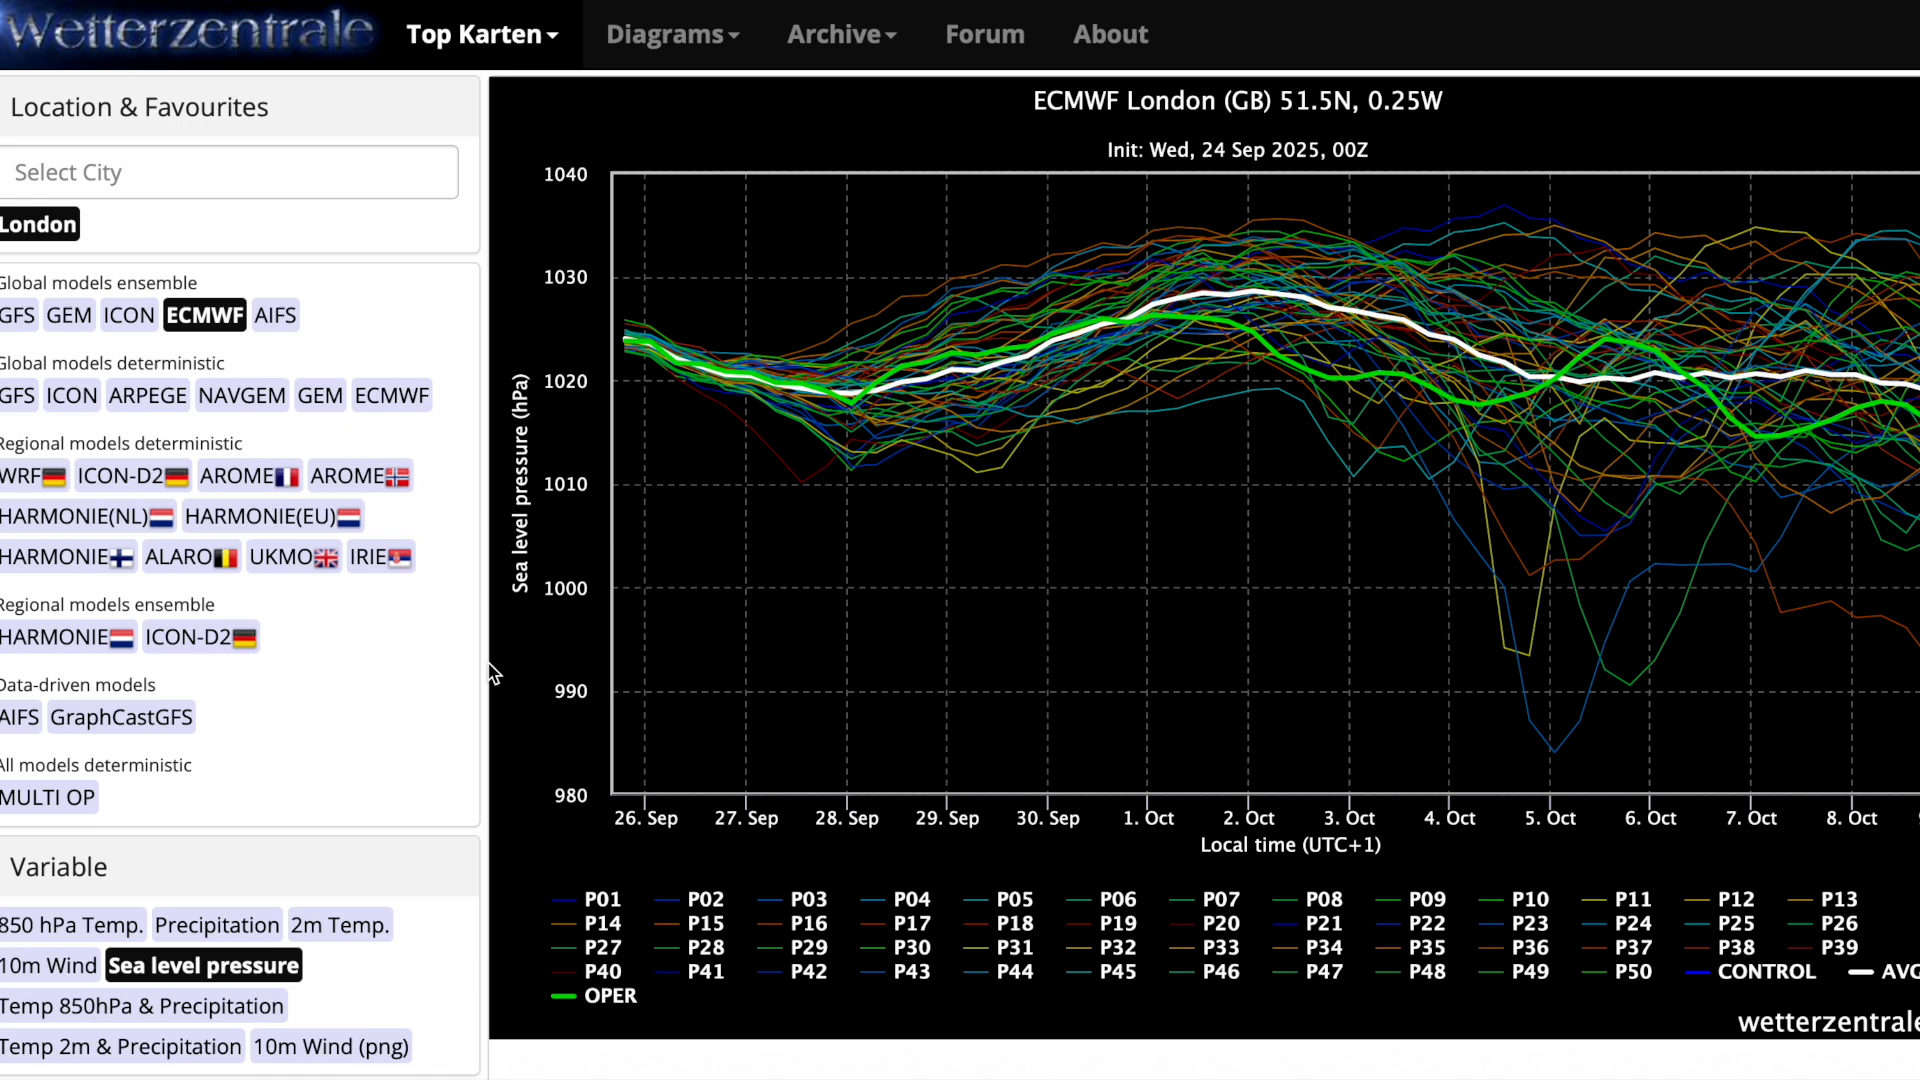 Wetterzentrale Top Karten Diagrams Archive Forum About
Location & Favourites
Select City
London
Global models ensemble
GFS GEM ICON ECMWF AIFS
Global models deterministic
GFS ICON ARPEGE NAVGEM GEM ECMWF
Regional models deterministic
WRF ICON-D2 AROME AROME
HARMONIE(NL) HARMONIE(EU)
HARMONIE ALARO UKMO IRIE
Regional models ensemble
HARMONIE ICON-D2
Data-driven models
AIFS GraphCastGFS
All models deterministic
MULTI OP
Variable
850 hPa Temp. Precipitation 2m Temp.
10m Wind Sea level pressure
Temp 850hPa & Precipitation
Temp 2m & Precipitation 10m Wind (png)
ECMWF London (GB) 51.5N, 0.25W
Init: Wed, 24 Sep 2025, 00Z
Sea level pressure (hPa)
1040
1030
1020
1010
1000
990
980
26. Sep 27. Sep 28. Sep 29. Sep 30. Sep 1. Oct 2. Oct 3. Oct 4. Oct 5. Oct 6. Oct 7. Oct 8. Oct
Local time (UTC+1)
P01 P02 P03 P04 P05 P06 P07 P08 P09 P10 P11 P12 P13
P14 P15 P16 P17 P18 P19 P20 P21 P22 P23 P24 P25 P26
P27 P28 P29 P30 P31 P32 P33 P34 P35 P36 P37 P38 P39
P40 P41 P42 P43 P44 P45 P46 P47 P48 P49 P50 CONTROL AVG
OPER
wetterzentrale